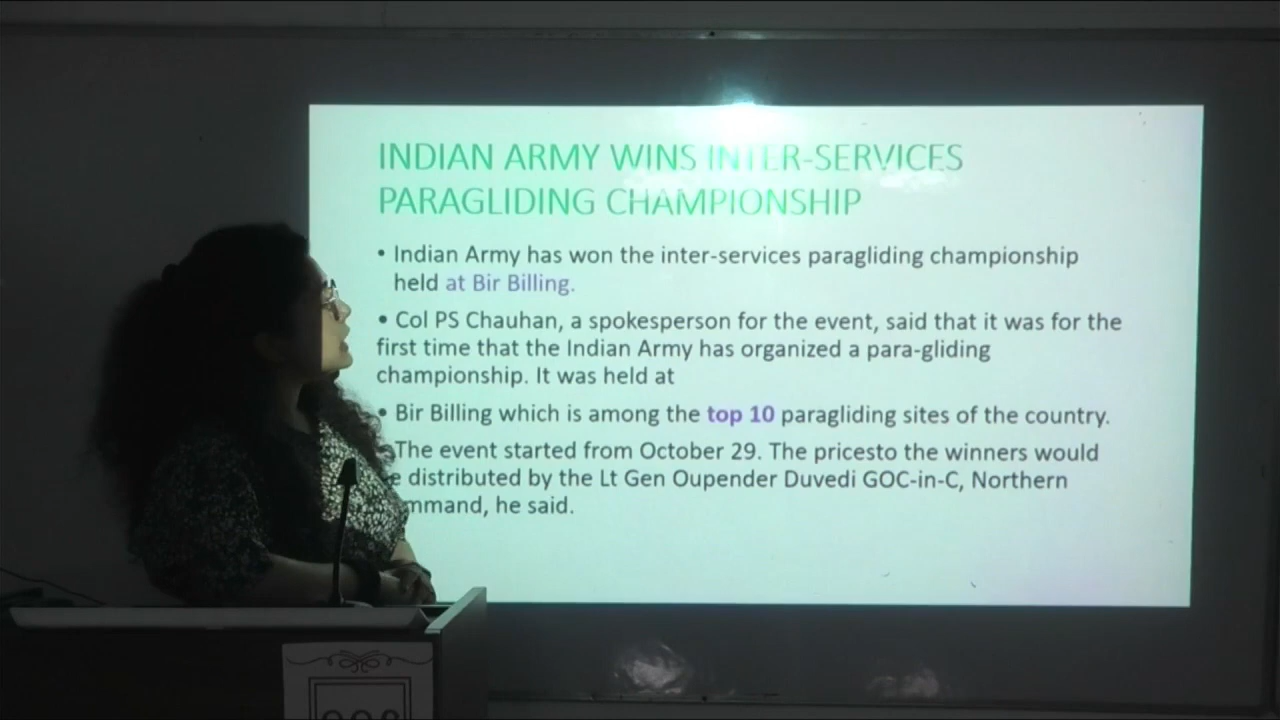 INDIAN ARMY WINS INTER-SERVICES
PARAGLIDING CHAMPIONSHIP
• Indian Army has won the inter-services paragliding championship
held at Bir Billing.
• Col PS Chauhan, a spokesperson for the event, said that it was for the
first time that the Indian Army has organized a para-gliding
championship. It was held at
• Bir Billing which is among the top 10 paragliding sites of the country.
The event started from October 29. The pricesto the winners would
e distributed by the Lt Gen Oupender Duvedi GOC-in-C, Northern
mmand, he said.